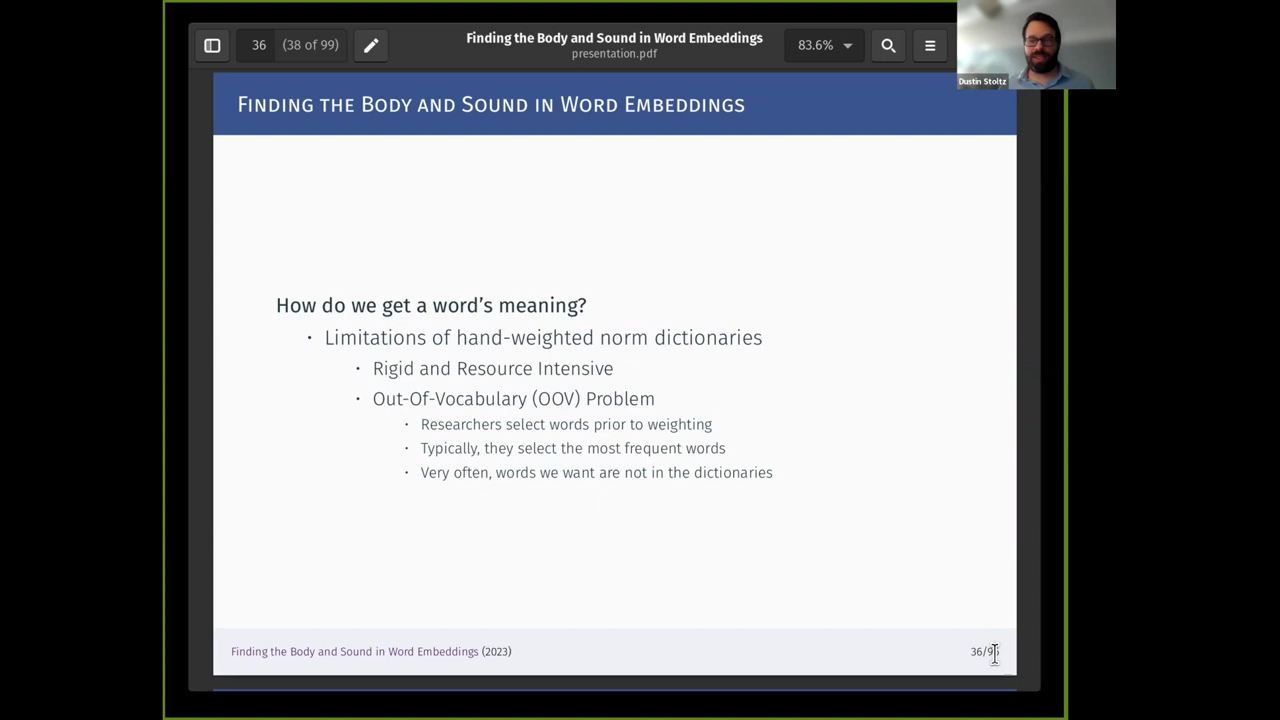 36 (38 of 99)
Finding the Body and Sound in Word Embeddings
presentation.pdf
83.6%
Dustin Stoltz
Finding the Body and Sound in Word Embeddings
How do we get a word's meaning?
· Limitations of hand-weighted norm dictionaries
· Rigid and Resource Intensive
· Out-Of-Vocabulary (OOV) Problem
· Researchers select words prior to weighting
· Typically, they select the most frequent words
· Very often, words we want are not in the dictionaries
Finding the Body and Sound in Word Embeddings (2023)